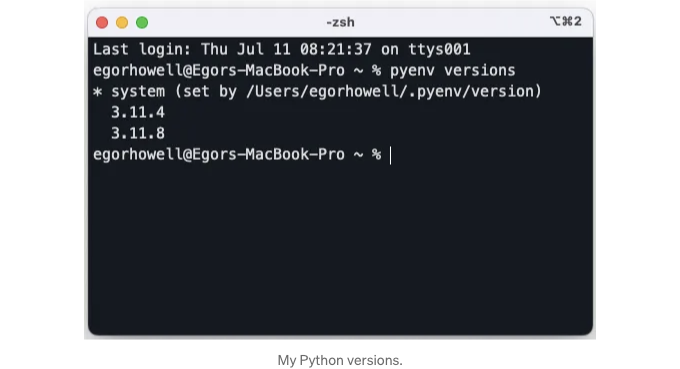 -zsh
⌥⌘2
Last login: Thu Jul 11 08:21:37 on ttys001
egorhowell@Egors-MacBook-Pro ~ % pyenv versions
* system (set by /Users/egorhowell/.pyenv/version)
  3.11.4
  3.11.8
egorhowell@Egors-MacBook-Pro ~ %
My Python versions.